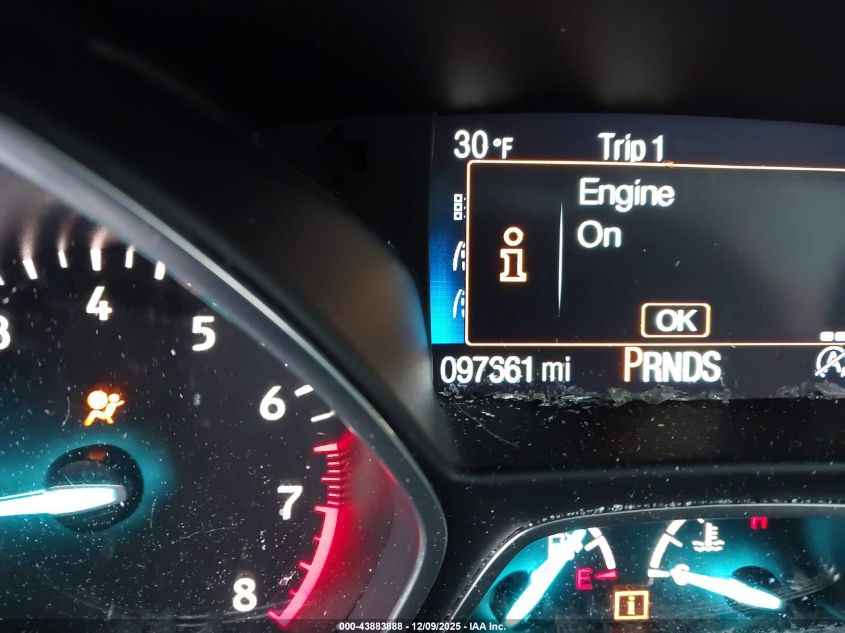 30°F Trip 1
Engine
On
OK
097361 mi PRNDS
4
5
6
7
8
E
H
000-43883888 - 12/09/2025 - IAA Inc.